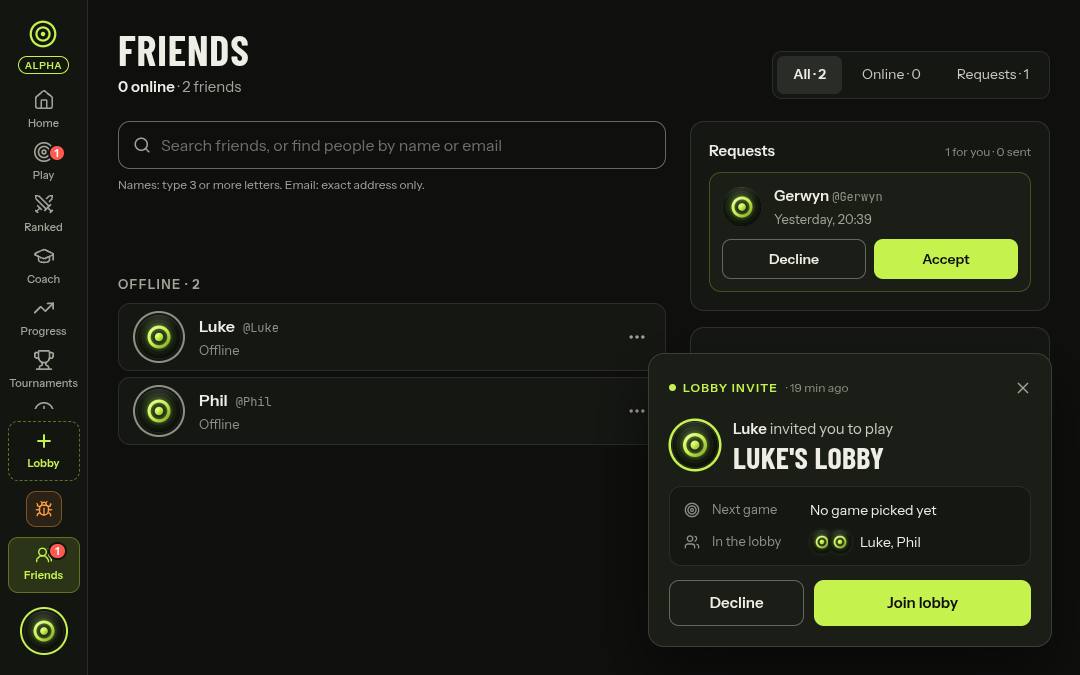 ALPHA
Home
1
Play
Ranked
Coach
Progress
Tournaments
Lobby
1
Friends
FRIENDS
0 online · 2 friends
All · 2
Online · 0
Requests · 1
Search friends, or find people by name or email
Names: type 3 or more letters. Email: exact address only.
OFFLINE · 2
Luke @Luke
Offline
Phil @Phil
Offline
Requests
1 for you · 0 sent
Gerwyn @Gerwyn
Yesterday, 20:39
Decline
Accept
LOBBY INVITE · 19 min ago
Luke invited you to play
LUKE'S LOBBY
Next game No game picked yet
In the lobby Luke, Phil
Decline
Join lobby